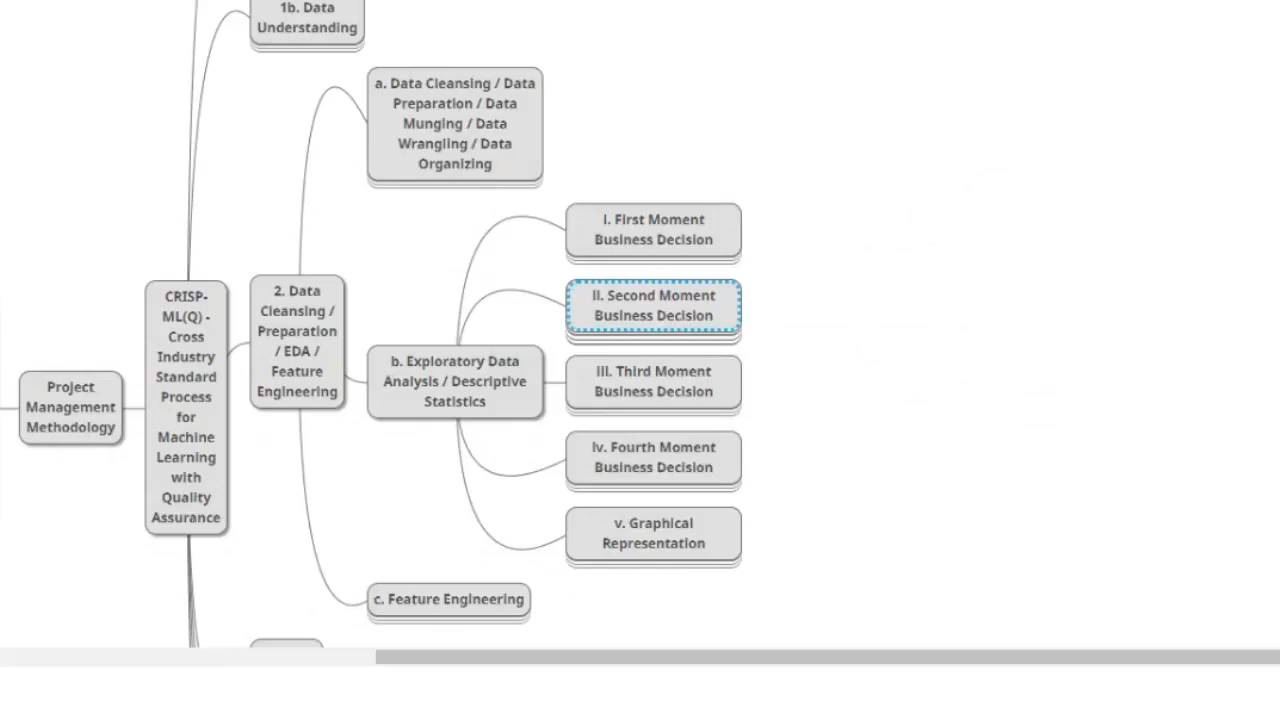 1b. Data
Understanding
a. Data Cleansing / Data
Preparation / Data
Munging / Data
Wrangling / Data
Organizing
i. First Moment
Business Decision
ii. Second Moment
Business Decision
iii. Third Moment
Business Decision
iv. Fourth Moment
Business Decision
v. Graphical
Representation
b. Exploratory Data
Analysis / Descriptive
Statistics
c. Feature Engineering
2. Data
Cleansing /
Preparation
/ EDA /
Feature
Engineering
CRISP-
ML(Q) -
Cross
Industry
Standard
Process
for
Machine
Learning
with
Quality
Assurance
Project
Management
Methodology